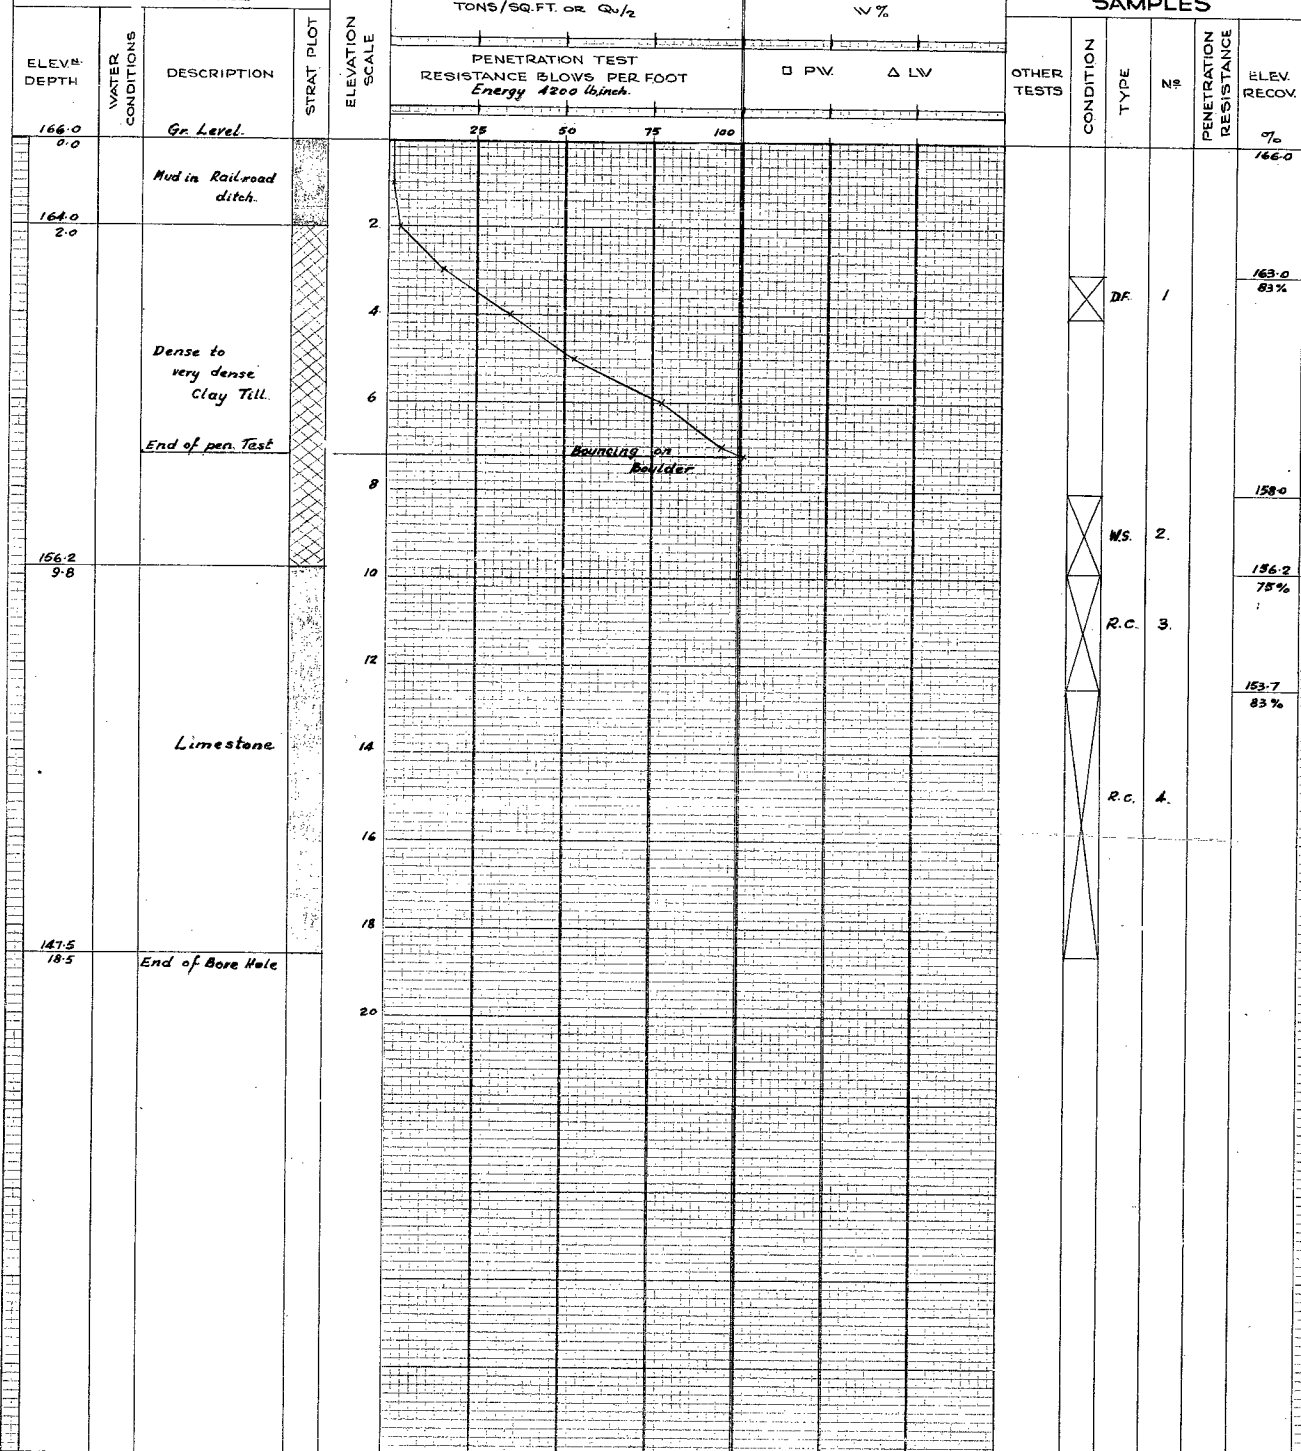 TONS/SQ.FT. OR Qu/2
W %
SAMPLES
ELEVN.
DEPTH
WATER
CONDITIONS
DESCRIPTION
STRAT PLOT
ELEVATION
SCALE
PENETRATION TEST
RESISTANCE BLOWS PER FOOT
Energy 4200 lb,inch.
□ PW.
△ LW
OTHER
TESTS
CONDITION
TYPE
No
PENETRATION
RESISTANCE
ELEV.
RECOV.
%
25 50 75 100
166.0
0.0
Gr. Level.
166.0
Mud in Railroad
ditch.
164.0
2.0
2
163.0
83%
DF. 1
4
Dense to
very dense
Clay Till.
6
End of pen. Test
Bouncing on
Boulder
8
158.0
W.S. 2.
156.2
9.8
10
156.2
75%
R.C. 3.
12
153.7
83%
Limestone
14
R.C. 4.
16
18
147.5
18.5
End of Bore Hole
20